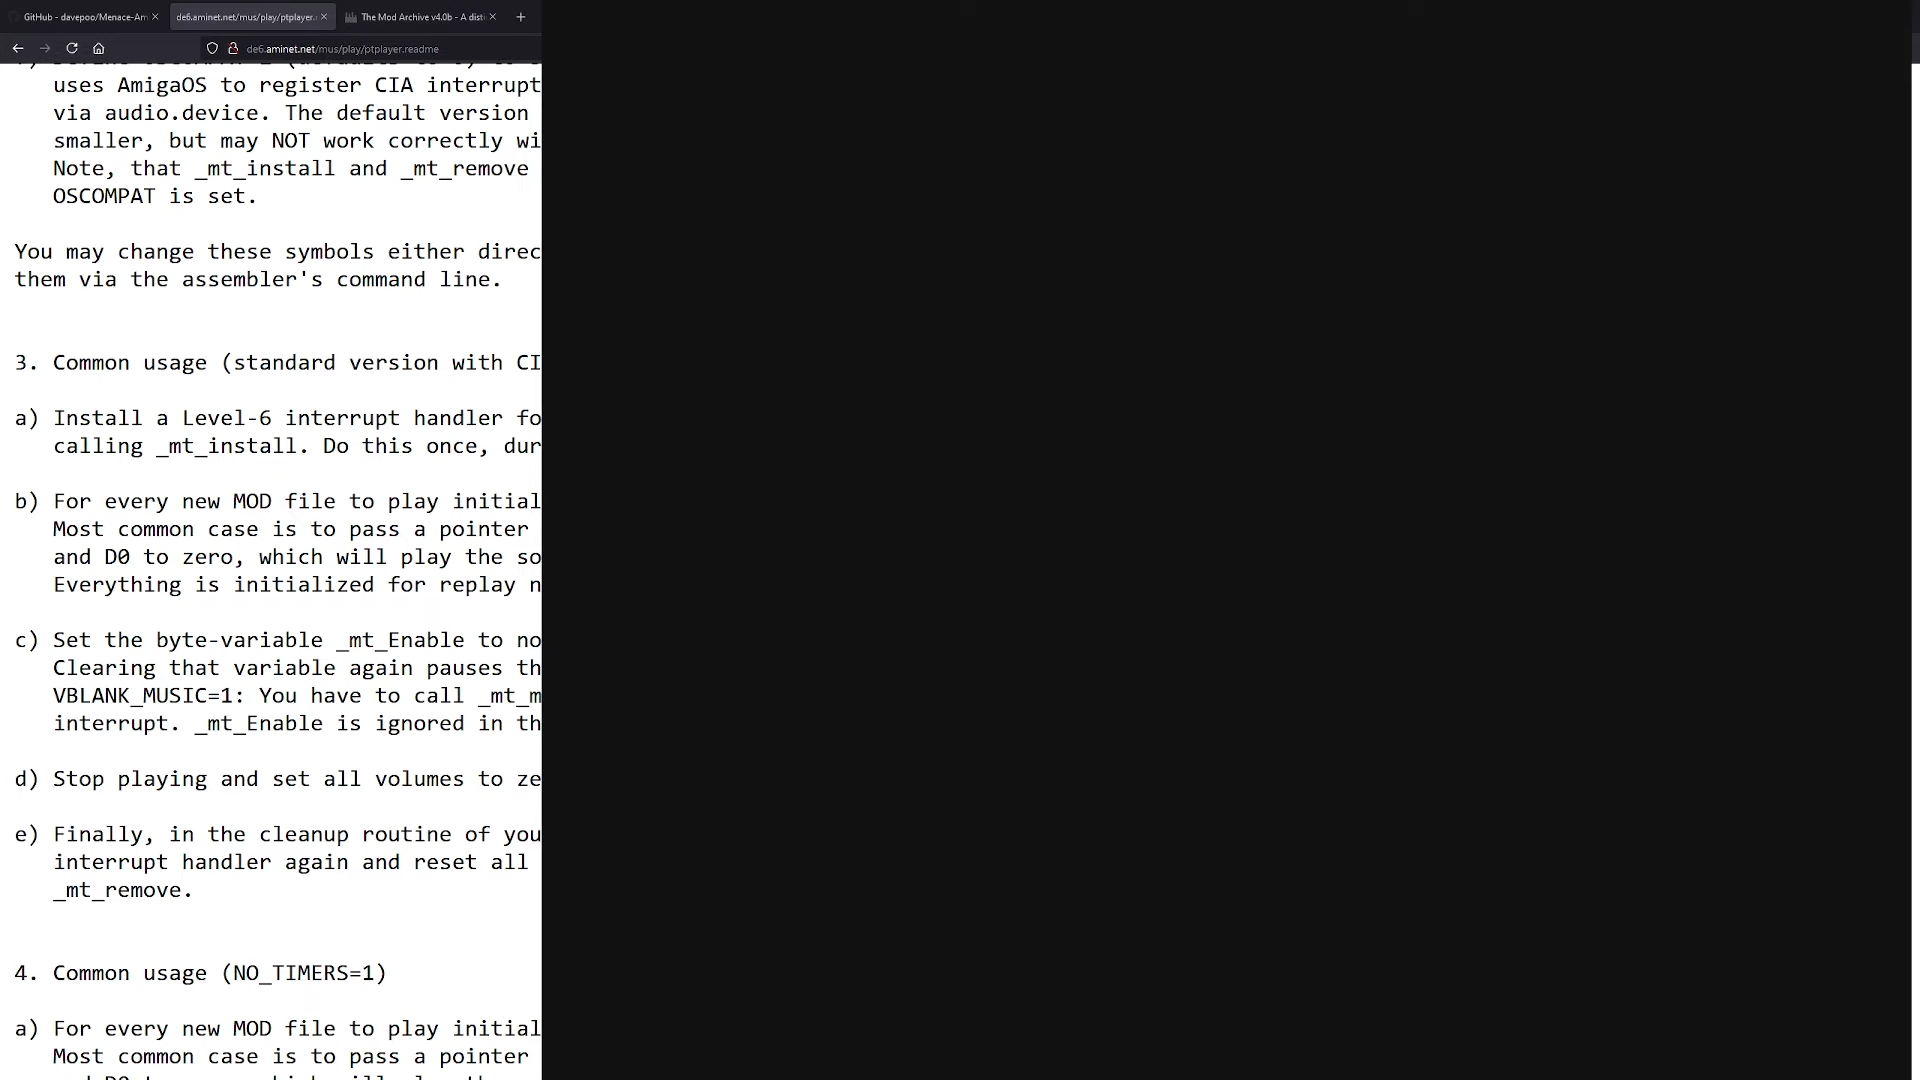 GitHub - davepoo/Menace-Am
de6.aminet.net/mus/play/ptplayer.r
The Mod Archive v4.0b - A disti
de6.aminet.net/mus/play/ptplayer.readme
uses AmigaOS to register CIA interrupt
via audio.device. The default version
smaller, but may NOT work correctly wi
Note, that _mt_install and _mt_remove
OSCOMPAT is set.
You may change these symbols either direc
them via the assembler's command line.
3. Common usage (standard version with CI
a) Install a Level-6 interrupt handler fo
calling _mt_install. Do this once, dur
b) For every new MOD file to play initial
Most common case is to pass a pointer
and D0 to zero, which will play the so
Everything is initialized for replay n
c) Set the byte-variable _mt_Enable to no
Clearing that variable again pauses th
VBLANK_MUSIC=1: You have to call _mt_m
interrupt. _mt_Enable is ignored in th
d) Stop playing and set all volumes to ze
e) Finally, in the cleanup routine of you
interrupt handler again and reset all
_mt_remove.
4. Common usage (NO_TIMERS=1)
a) For every new MOD file to play initial
Most common case is to pass a pointer